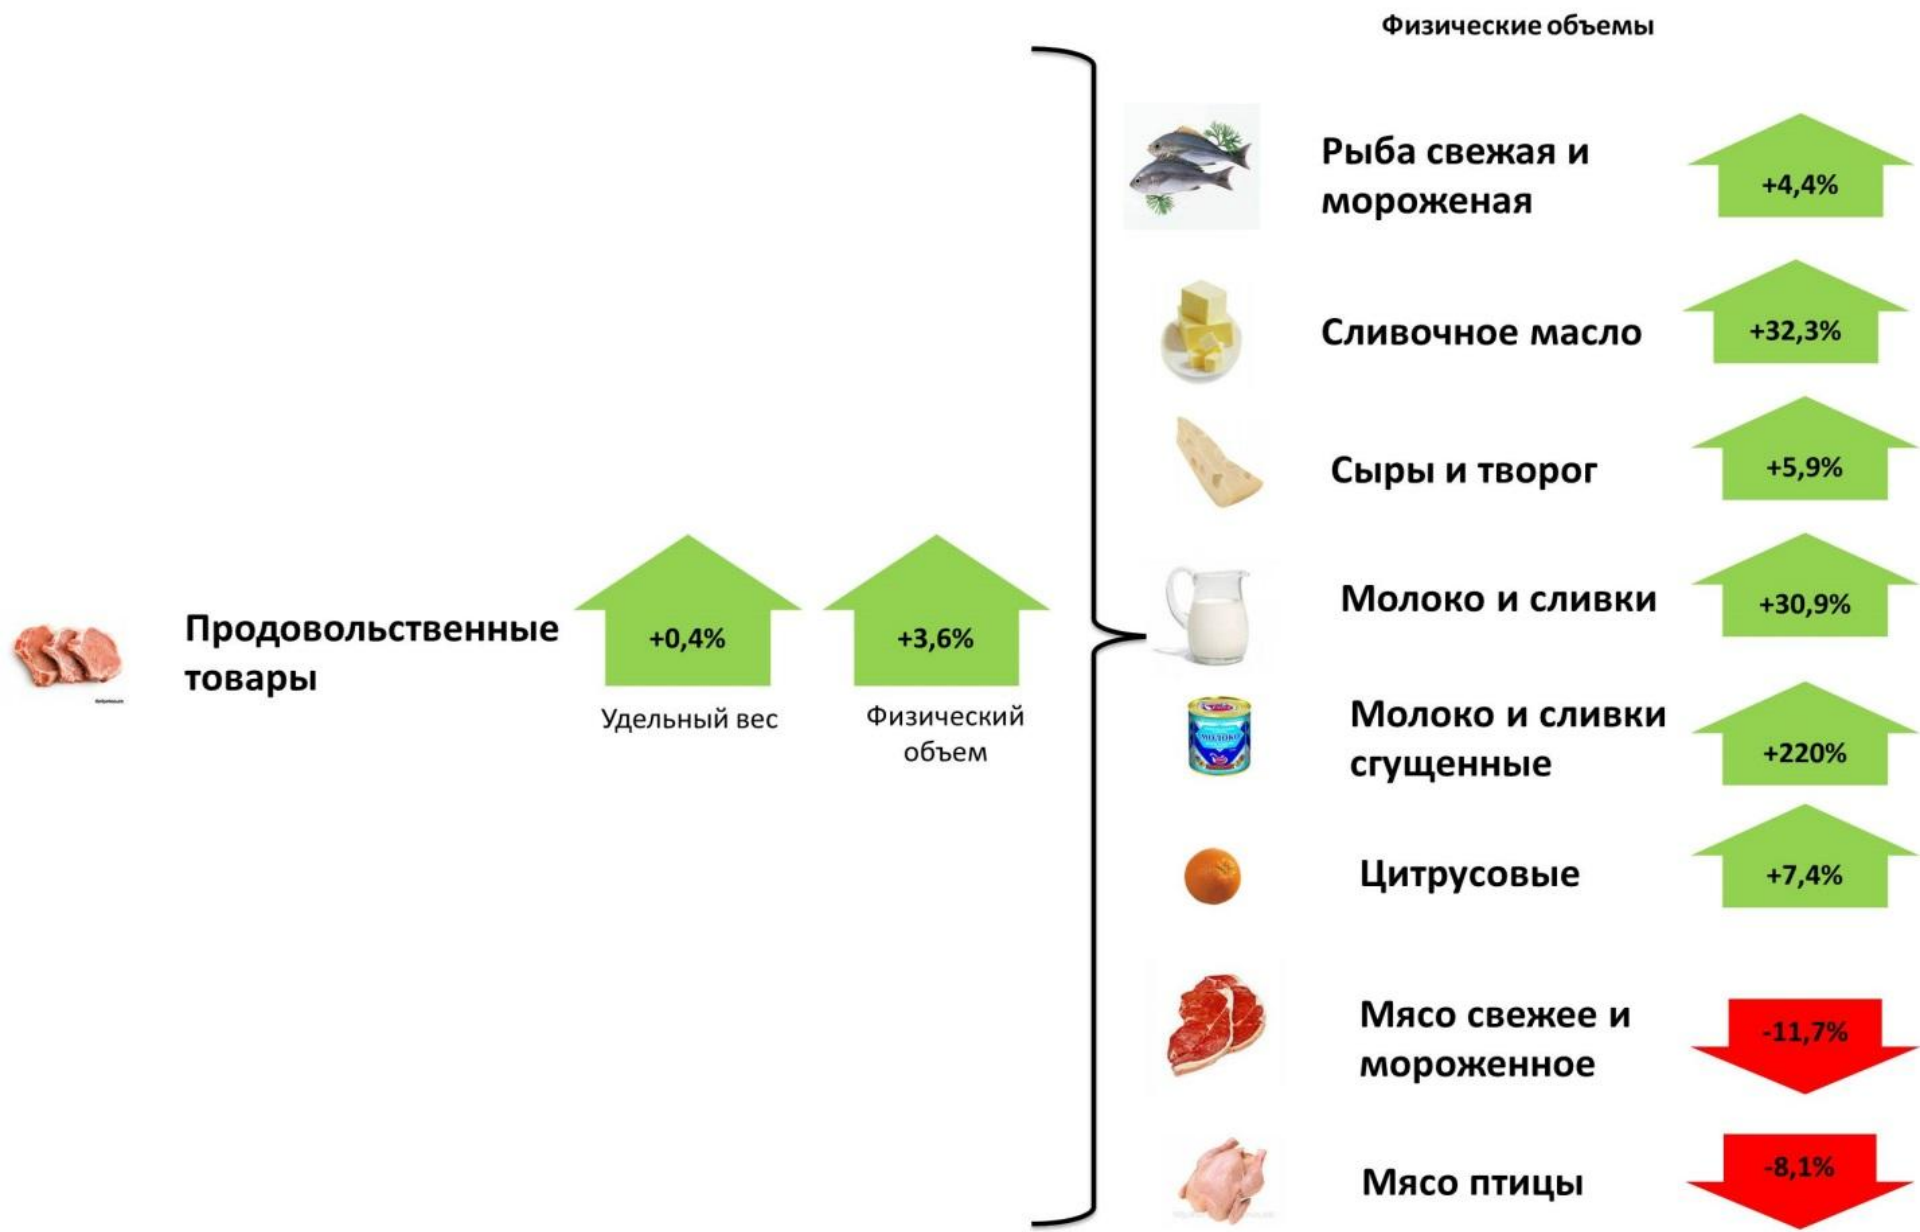 Физические объемы
Рыба свежая и
мороженая
+4,4%
Сливочное масло
+32,3%
Сыры и творог
+5,9%
Продовольственные
товары
+0,4%
Удельный вес
+3,6%
Физический
объем
Молоко и сливки
+30,9%
МОЛОКО
Молоко и сливки
сгущенные
+220%
Цитрусовые
+7,4%
Мясо свежее и
мороженное
-11,7%
Мясо птицы
-8,1%